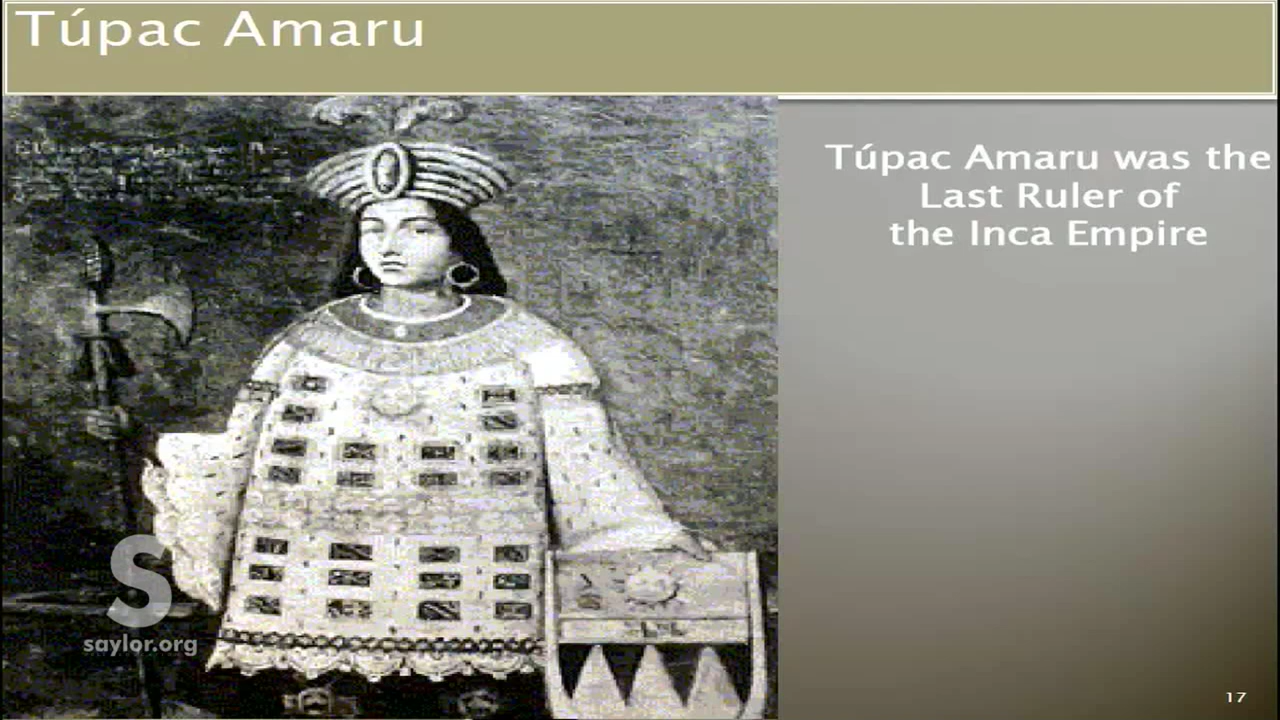 Túpac Amaru
Túpac Amaru was the
Last Ruler of
the Inca Empire
S
saylor.org
17